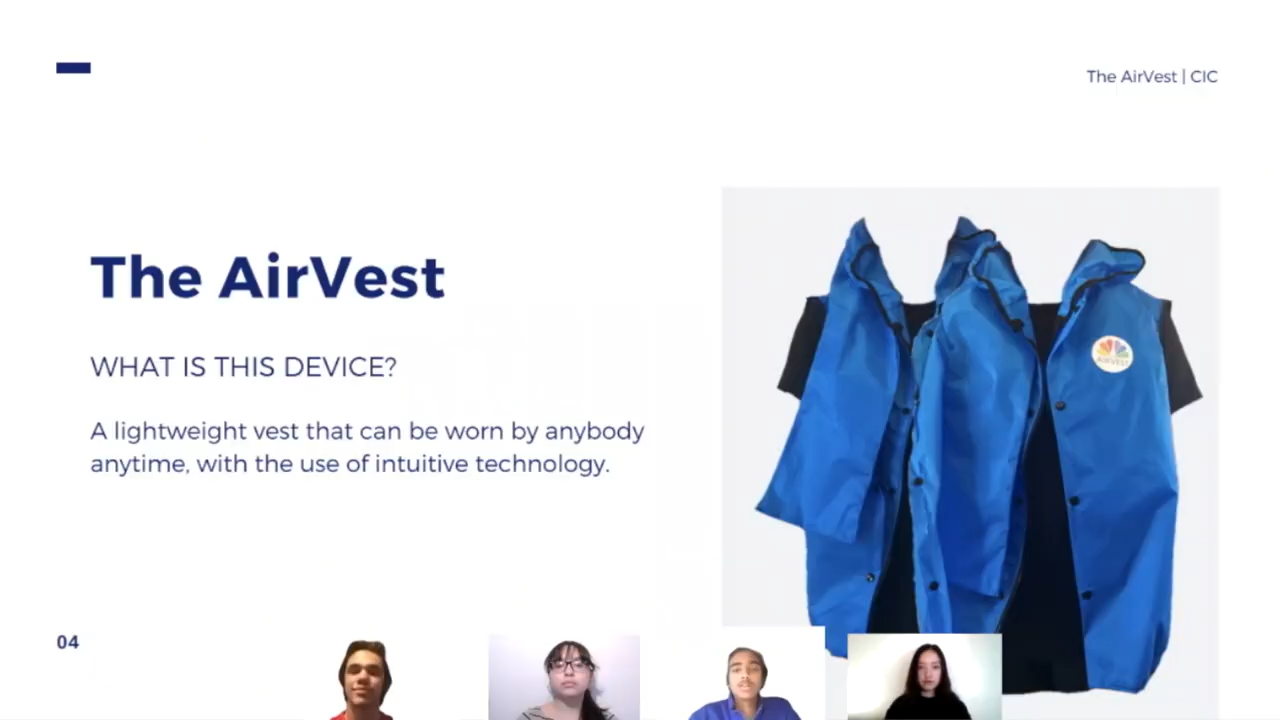 The AirVest | CIC
The AirVest
WHAT IS THIS DEVICE?
A lightweight vest that can be worn by anybody
anytime, with the use of intuitive technology.
AIRVEST
04